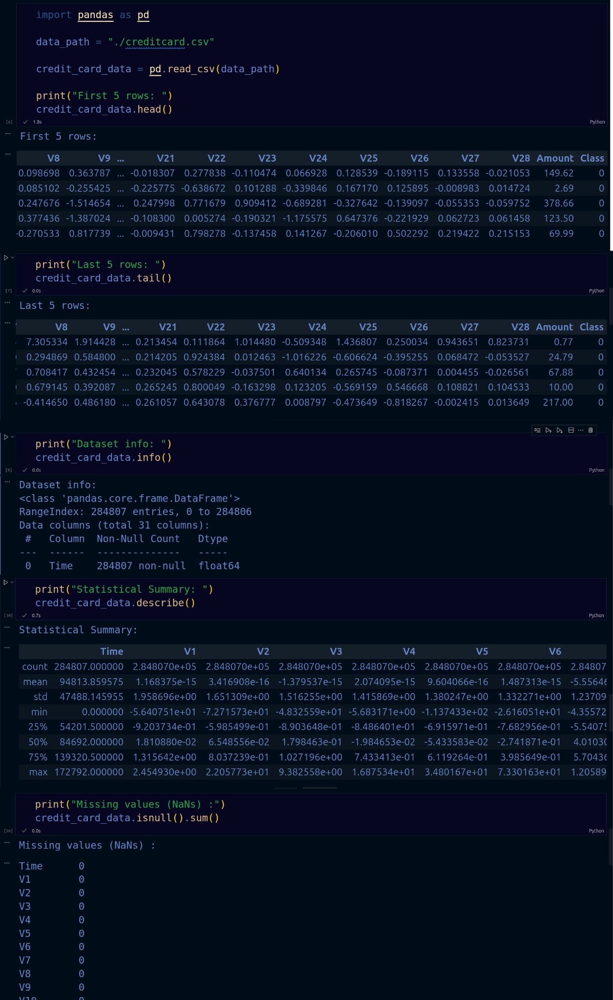 import pandas as pd
data_path = "./creditcard.csv"
credit_card_data = pd.read_csv(data_path)
print("First 5 rows: ")
credit_card_data.head()
[6] 1.8s Python
... First 5 rows:
...
V8 V9 ... V21 V22 V23 V24 V25 V26 V27 V28 Amount Class
0.098698 0.363787 ... -0.018307 0.277838 -0.110474 0.066928 0.128539 -0.189115 0.133558 -0.021053 149.62 0
0.085102 -0.255425 ... -0.225775 -0.638672 0.101288 -0.339846 0.167170 0.125895 -0.008983 0.014724 2.69 0
0.247676 -1.514654 ... 0.247998 0.771679 0.909412 -0.689281 -0.327642 -0.139097 -0.055353 -0.059752 378.66 0
0.377436 -1.387024 ... -0.108300 0.005274 -0.190321 -1.175575 0.647376 -0.221929 0.062723 0.061458 123.50 0
-0.270533 0.817739 ... -0.009431 0.798278 -0.137458 0.141267 -0.206010 0.502292 0.219422 0.215153 69.99 0
print("Last 5 rows: ")
credit_card_data.tail()
[7] 0.0s Python
... Last 5 rows:
...
V8 V9 ... V21 V22 V23 V24 V25 V26 V27 V28 Amount Class
7.305334 1.914428 ... 0.213454 0.111864 1.014480 -0.509348 1.436807 0.250034 0.943651 0.823731 0.77 0
0.294869 0.584800 ... 0.214205 0.924384 0.012463 -1.016226 -0.606624 -0.395255 0.068472 -0.053527 24.79 0
0.708417 0.432454 ... 0.232045 0.578229 -0.037501 0.640134 0.265745 -0.087371 0.004455 -0.026561 67.88 0
0.679145 0.392087 ... 0.265245 0.800049 -0.163298 0.123205 -0.569159 0.546668 0.108821 0.104533 10.00 0
-0.414650 0.486180 ... 0.261057 0.643078 0.376777 0.008797 -0.473649 -0.818267 -0.002415 0.013649 217.00 0
print("Dataset info: ")
credit_card_data.info()
[9] 0.0s Python
... Dataset info:
<class 'pandas.core.frame.DataFrame'>
RangeIndex: 284807 entries, 0 to 284806
Data columns (total 31 columns):
# Column Non-Null Count Dtype
--- ------ -------------- -----
0 Time 284807 non-null float64
print("Statistical Summary: ")
credit_card_data.describe()
[10] 0.7s Python
... Statistical Summary:
...
Time V1 V2 V3 V4 V5 V6
count 284807.000000 2.848070e+05 2.848070e+05 2.848070e+05 2.848070e+05 2.848070e+05 2.848070e+05 2.84807
mean 94813.859575 1.168375e-15 3.416908e-16 -1.379537e-15 2.074095e-15 9.604066e-16 1.487313e-15 -5.55646
std 47488.145955 1.958696e+00 1.651309e+00 1.516255e+00 1.415869e+00 1.380247e+00 1.332271e+00 1.23709
min 0.000000 -5.640751e+01 -7.271573e+01 -4.832559e+01 -5.683171e+00 -1.137433e+02 -2.616051e+01 -4.35572
25% 54201.500000 -9.203734e-01 -5.985499e-01 -8.903648e-01 -8.486401e-01 -6.915971e-01 -7.682956e-01 -5.54075
50% 84692.000000 1.810880e-02 6.548556e-02 1.798463e-01 -1.984653e-02 -5.433583e-02 -2.741871e-01 4.01030
75% 139320.500000 1.315642e+00 8.037239e-01 1.027196e+00 7.433413e-01 6.119264e-01 3.985649e-01 5.70436
max 172792.000000 2.454930e+00 2.205773e+01 9.382558e+00 1.687534e+01 3.480167e+01 7.330163e+01 1.20589
print("Missing values (NaNs) :")
credit_card_data.isnull().sum()
[26] 0.0s Python
... Missing values (NaNs) :
...
Time 0
V1 0
V2 0
V3 0
V4 0
V5 0
V6 0
V7 0
V8 0
V9 0
V10 0